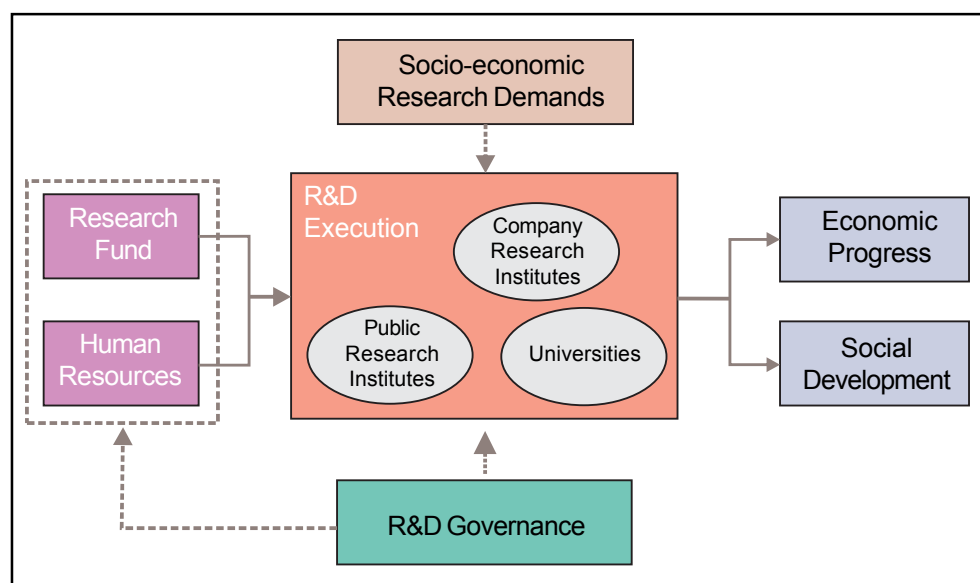 Socio-economic
Research Demands
R&D
Execution
Company
Research
Institutes
Public
Research
Institutes
Universities
Research
Fund
Human
Resources
Economic
Progress
Social
Development
R&D Governance